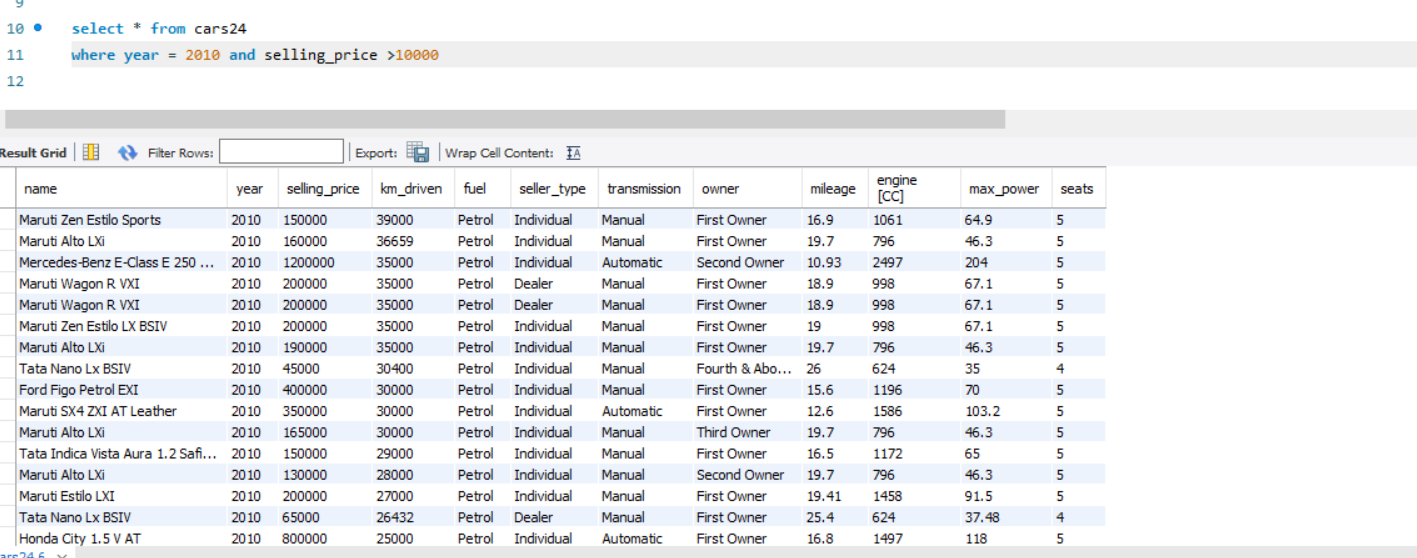 9
10 select * from cars24
11 where year = 2010 and selling_price >10000
12
Result Grid Filter Rows: Export: Wrap Cell Content:
name year selling_price km_driven fuel seller_type transmission owner mileage engine [CC] max_power seats
Maruti Zen Estilo Sports 2010 150000 39000 Petrol Individual Manual First Owner 16.9 1061 64.9 5
Maruti Alto LXi 2010 160000 36659 Petrol Individual Manual First Owner 19.7 796 46.3 5
Mercedes-Benz E-Class E 250 ... 2010 1200000 35000 Petrol Individual Automatic Second Owner 10.93 2497 204 5
Maruti Wagon R VXI 2010 200000 35000 Petrol Dealer Manual First Owner 18.9 998 67.1 5
Maruti Wagon R VXI 2010 200000 35000 Petrol Dealer Manual First Owner 18.9 998 67.1 5
Maruti Zen Estilo LX BSIV 2010 200000 35000 Petrol Individual Manual First Owner 19 998 67.1 5
Maruti Alto LXi 2010 190000 35000 Petrol Individual Manual First Owner 19.7 796 46.3 5
Tata Nano Lx BSIV 2010 45000 30400 Petrol Individual Manual Fourth & Abo... 26 624 35 4
Ford Figo Petrol EXI 2010 400000 30000 Petrol Individual Manual First Owner 15.6 1196 70 5
Maruti SX4 ZXI AT Leather 2010 350000 30000 Petrol Individual Automatic First Owner 12.6 1586 103.2 5
Maruti Alto LXi 2010 165000 30000 Petrol Individual Manual Third Owner 19.7 796 46.3 5
Tata Indica Vista Aura 1.2 Safi... 2010 150000 29000 Petrol Individual Manual First Owner 16.5 1172 65 5
Maruti Alto LXi 2010 130000 28000 Petrol Individual Manual Second Owner 19.7 796 46.3 5
Maruti Estilo LXI 2010 200000 27000 Petrol Individual Manual First Owner 19.41 1458 91.5 5
Tata Nano Lx BSIV 2010 65000 26432 Petrol Dealer Manual First Owner 25.4 624 37.48 4
Honda City 1.5 V AT 2010 800000 25000 Petrol Individual Automatic First Owner 16.8 1497 118 5